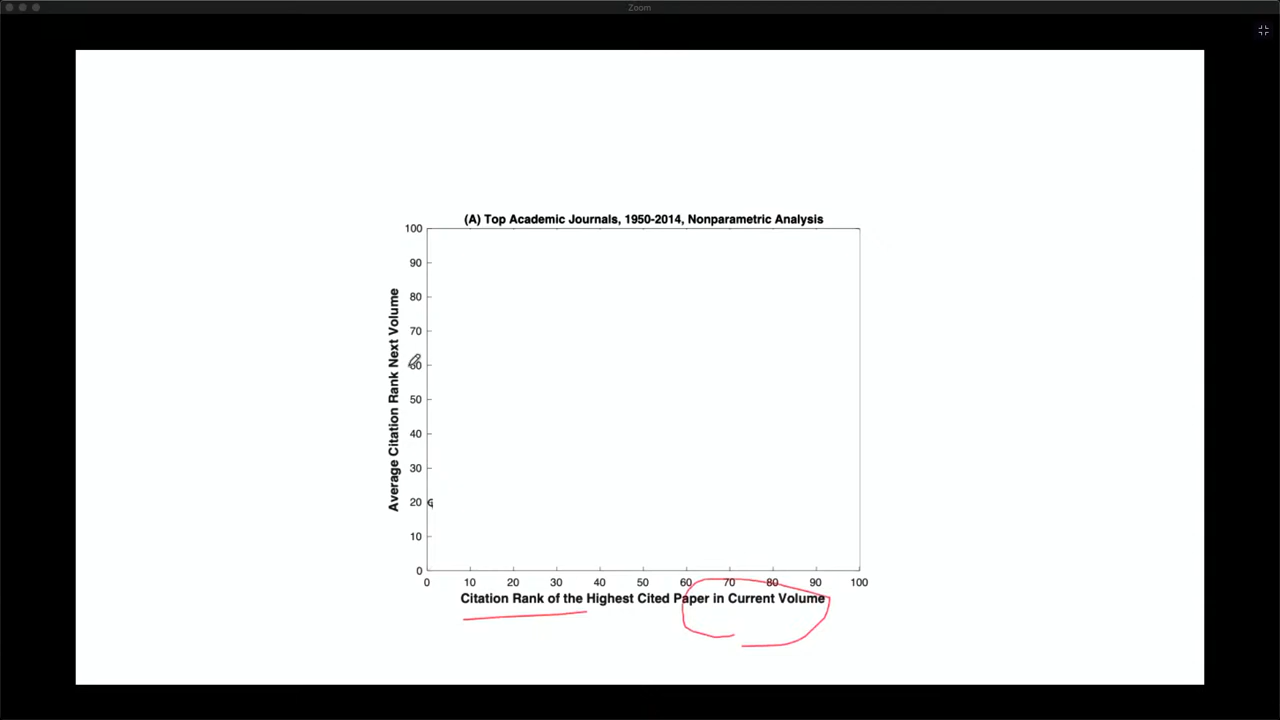 Zoom
(A) Top Academic Journals, 1950-2014, Nonparametric Analysis
100
90
80
70
60
50
40
30
20
10
0
Average Citation Rank Next Volume
0 10 20 30 40 50 60 70 80 90 100
Citation Rank of the Highest Cited Paper in Current Volume